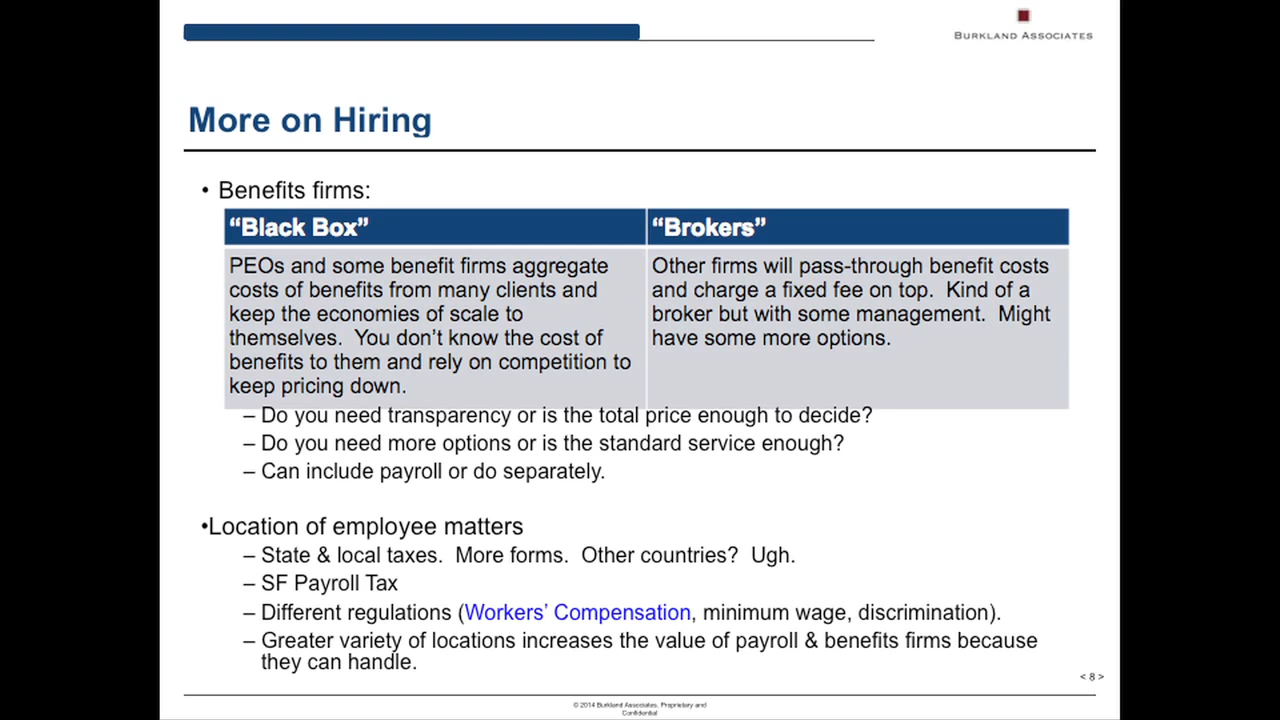 BURKLAND ASSOCIATES
More on Hiring
• Benefits firms:
“Black Box”
PEOs and some benefit firms aggregate
costs of benefits from many clients and
keep the economies of scale to
themselves.  You don’t know the cost of
benefits to them and rely on competition to
keep pricing down.
“Brokers”
Other firms will pass-through benefit costs
and charge a fixed fee on top.  Kind of a
broker but with some management.  Might
have some more options.
– Do you need transparency or is the total price enough to decide?
– Do you need more options or is the standard service enough?
– Can include payroll or do separately.
•Location of employee matters
– State & local taxes.  More forms.  Other countries?  Ugh.
– SF Payroll Tax
– Different regulations (Workers’ Compensation, minimum wage, discrimination).
– Greater variety of locations increases the value of payroll & benefits firms because
they can handle.
< 8 >
© 2014 Burkland Associates, Proprietary and
Confidential